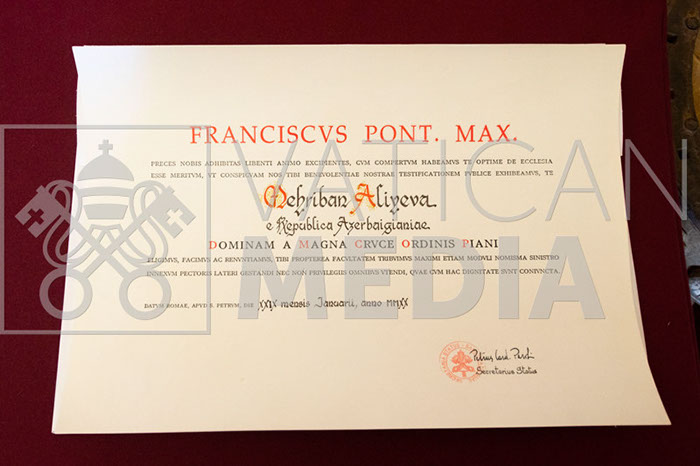 FRANCISCVS PONT. MAX.
PRECES NOBIS ADHIBITAS LIBENTI ANIMO EXCIPIENTES, CVM COMPERTVM HABEAMVS TE OPTIME DE ECCLESIA
ESSE MERITVM, VT CONSPICVAM NOS TIBI BENEVOLENTIAE NOSTRAE TESTIFICATIONEM PVBLICE EXHIBEAMVS, TE
Mehriban Aliyeva
e Republica Azerbaigianiae
DOMINAM A MAGNA CRVCE ORDINIS PIANI
ELIGIMVS, FACIMVS AC RENVNTIAMVS, TIBI PROPTEREA FACVLTATEM TRIBVIMVS MAXIMI ETIAM MODVLI NOMISMA SINISTRO
INNEXVM PECTORIS LATERI GESTANDI NEC NON PRIVILEGIIS OMNIBVS VTENDI, QVAE CVM HAC DIGNITATE SVNT CONIVNCTA.
DATVM ROMAE, APVD S. PETRVM, DIE XXIX mensis Ianuarii, anno MMXX
Petrus Card. Parolin
Secretarius Status
VATICAN
MEDIA